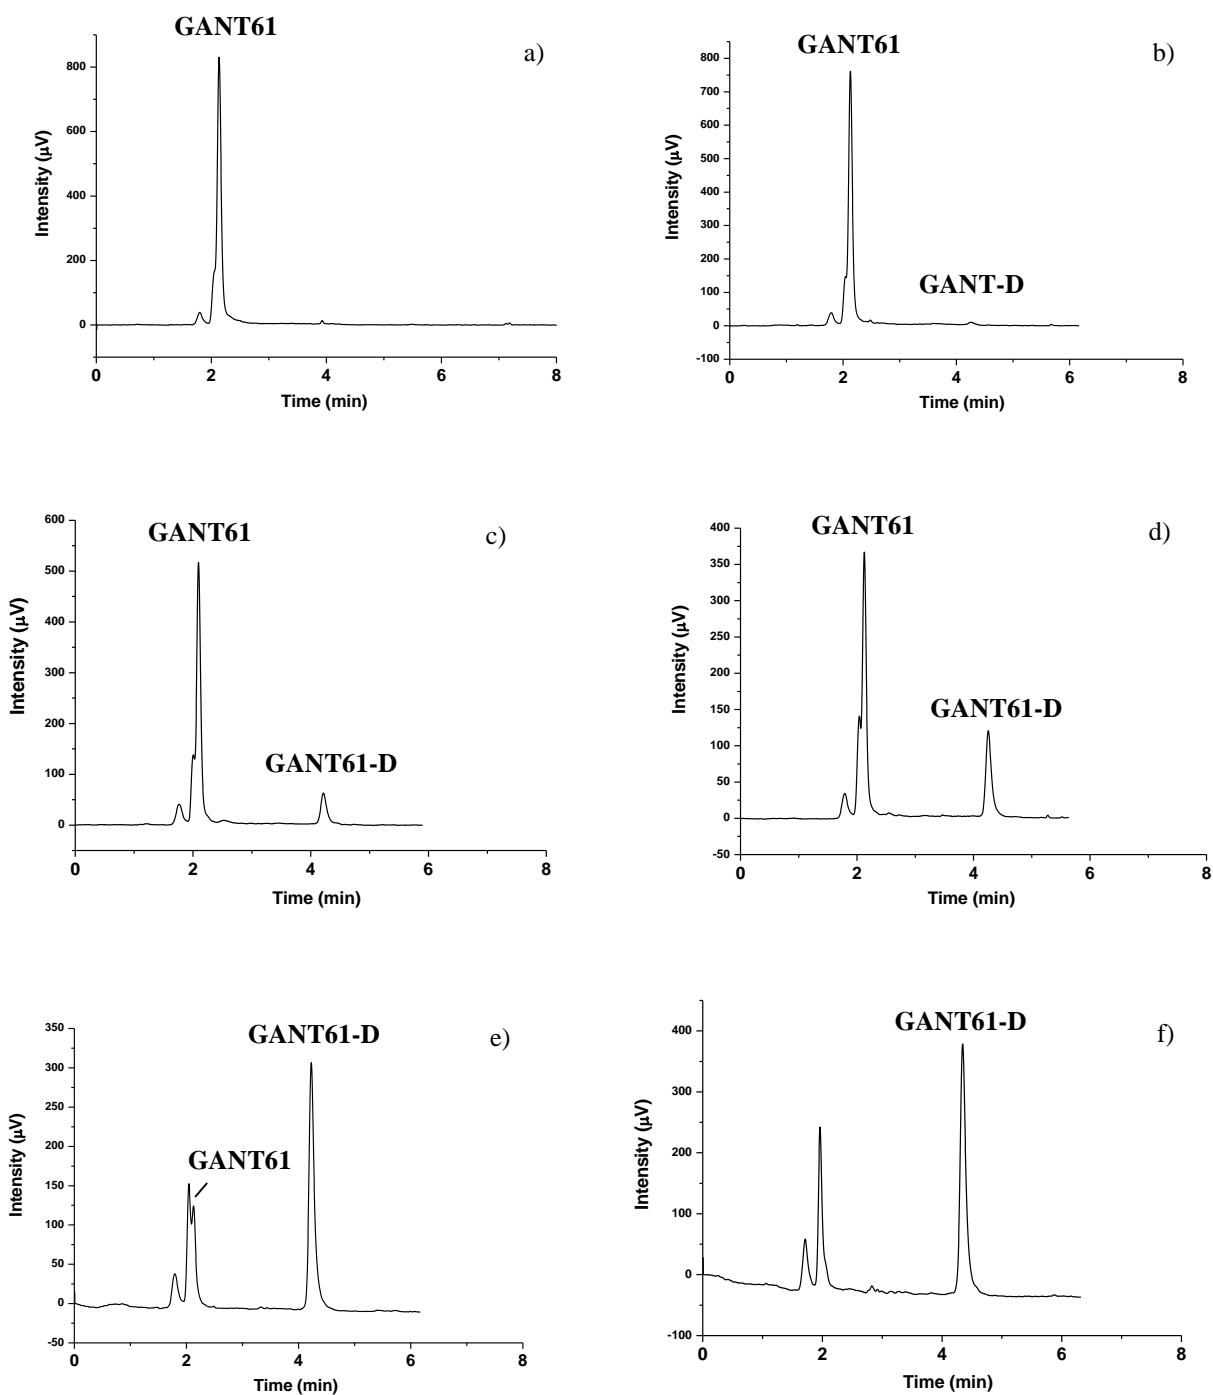 GANT61
a)
800
600
400
200
0
Intensity (µV)
0 2 4 6 8
Time (min)
GANT61
b)
800
700
600
500
400
300
200
100
0
-100
Intensity (µV)
GANT-D
0 2 4 6 8
Time (min)
GANT61
c)
600
500
400
300
200
100
0
Intensity (µV)
GANT61-D
0 2 4 6 8
Time (min)
GANT61
d)
400
350
300
250
200
150
100
50
0
-50
Intensity (µV)
GANT61-D
0 2 4 6 8
Time (min)
GANT61-D
e)
350
300
250
200
150
100
50
0
-50
Intensity (µV)
GANT61
0 2 4 6 8
Time (min)
GANT61-D
f)
400
300
200
100
0
-100
Intensity (µV)
0 2 4 6 8
Time (min)